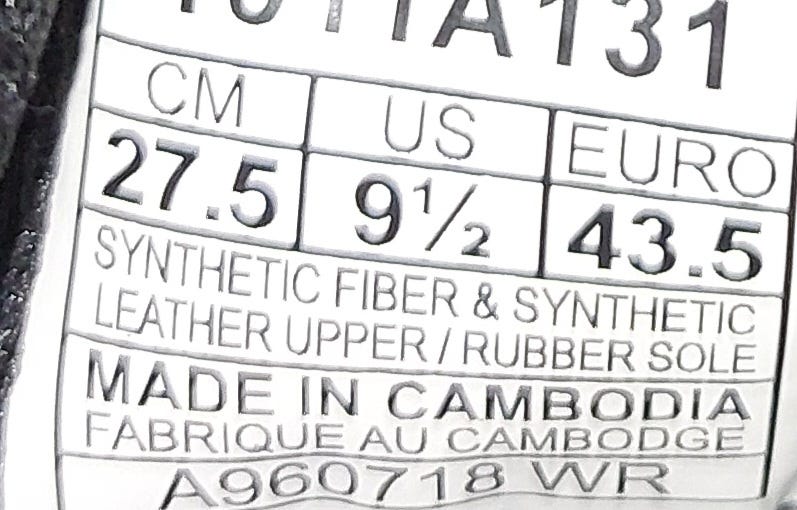 1011A131
CM US EURO
27.5 9½ 43.5
SYNTHETIC FIBER & SYNTHETIC
LEATHER UPPER / RUBBER SOLE
MADE IN CAMBODIA
FABRIQUE AU CAMBODGE
A960718 WR